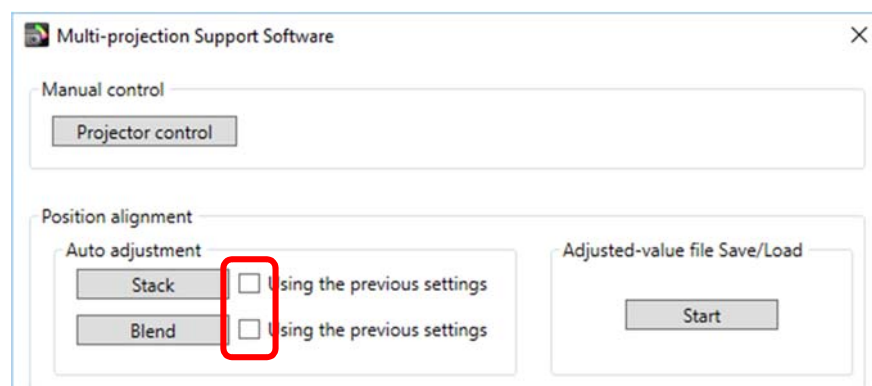 Multi-projection Support Software
Manual control
Projector control
Position alignment
Auto adjustment
Stack
Using the previous settings
Blend
Using the previous settings
Adjusted-value file Save/Load
Start